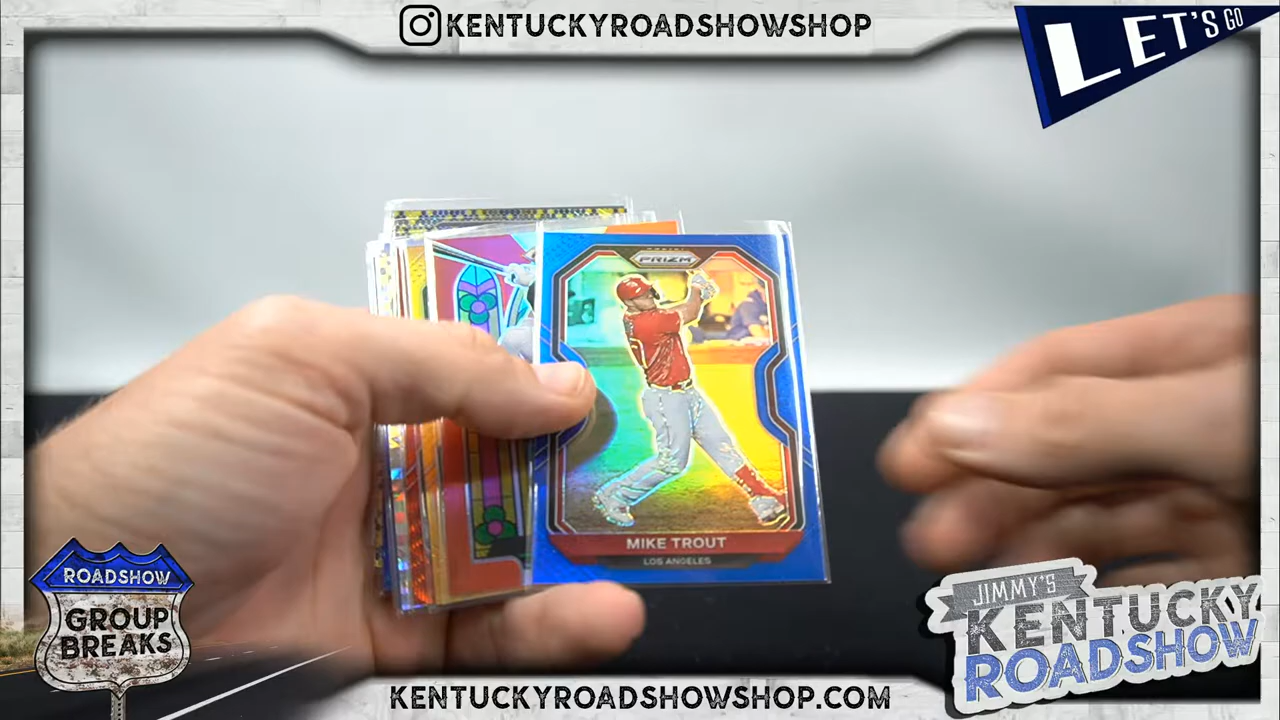 KENTUCKYROADSHOWSHOP
LET'S GO
PRIZM
MIKE TROUT
LOS ANGELES
ROADSHOW
GROUP
BREAKS
JIMMY'S
KENTUCKY
ROADSHOW
KENTUCKYROADSHOWSHOP.COM